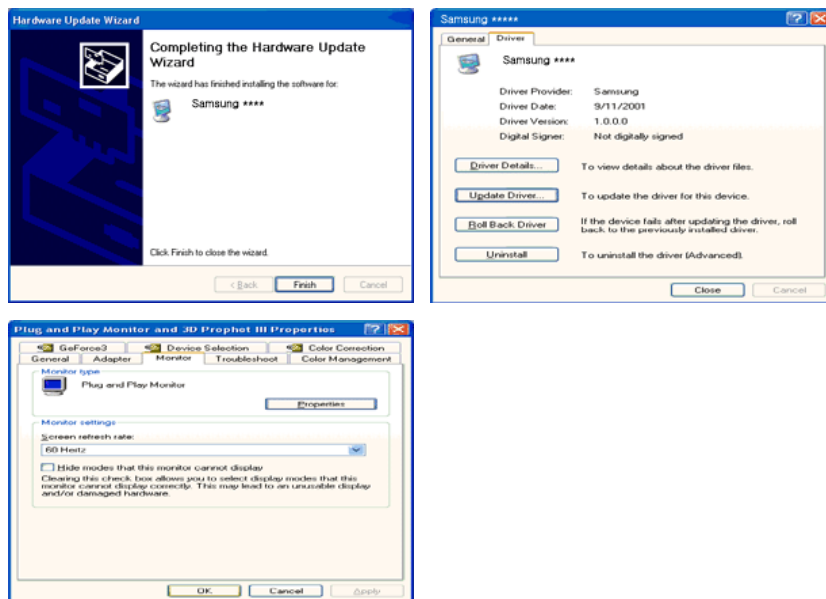 Hardware Update Wizard
Completing the Hardware Update
Wizard
The wizard has finished installing the software for:
Samsung ****
Click Finish to close the wizard.
< Back
Finish
Cancel
Samsung *****
General
Driver
Samsung ****
Driver Provider: Samsung
Driver Date: 9/11/2001
Driver Version: 1.0.0.0
Digital Signer: Not digitally signed
Driver Details...
To view details about the driver files.
Update Driver...
To update the driver for this device.
Roll Back Driver
If the device fails after updating the driver, roll
back to the previously installed driver.
Uninstall
To uninstall the driver (Advanced).
Close
Cancel
Plug and Play Monitor and 3D Prophet III Properties
GeForce3
Device Selection
Color Correction
General
Adapter
Monitor
Troubleshoot
Color Management
Monitor type
Plug and Play Monitor
Properties
Monitor settings
Screen refresh rate:
60 Hertz
Hide modes that this monitor cannot display
Clearing this check box allows you to select display modes that this
monitor cannot display correctly. This may lead to an unusable display
and/or damaged hardware.
OK
Cancel
Apply